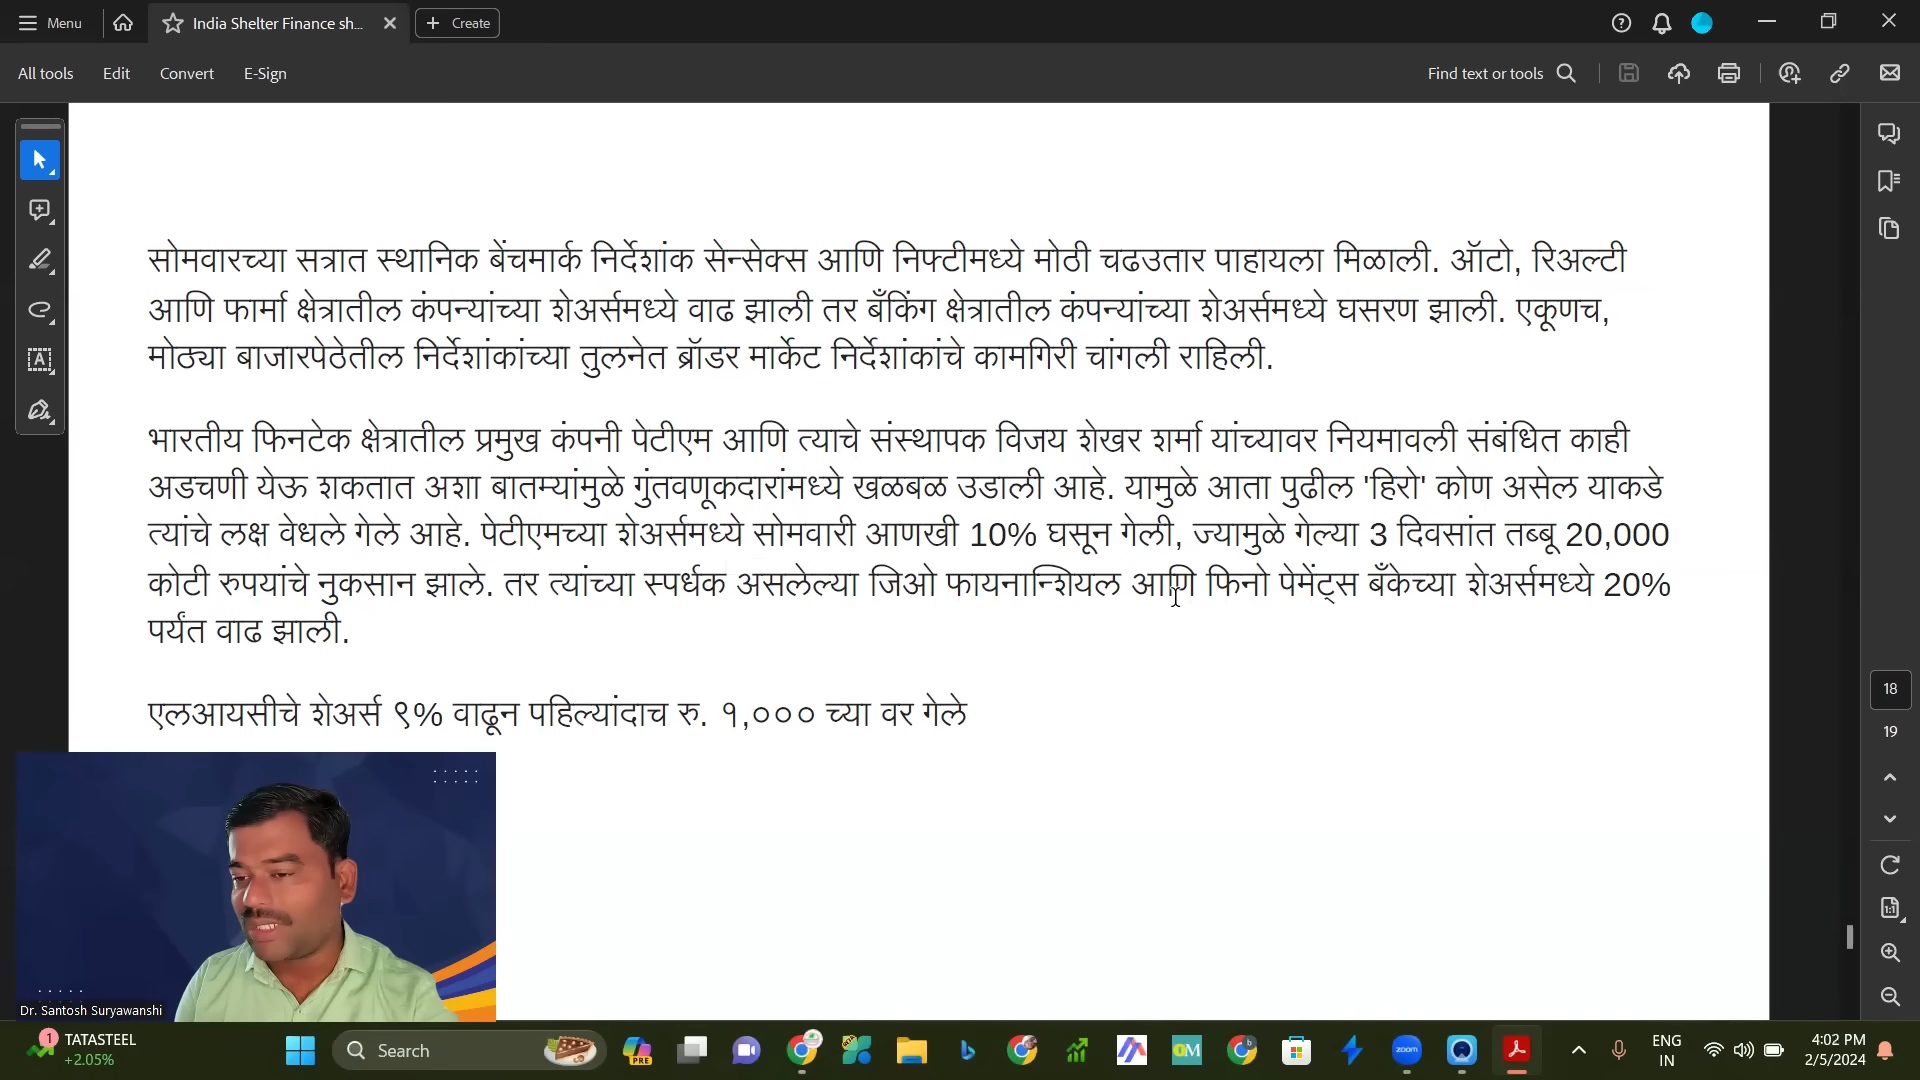 Menu
India Shelter Finance sh...
Create
All tools
Edit
Convert
E-Sign
Find text or tools
सोमवारच्या सत्रात स्थानिक बेंचमार्क निर्देशांक सेन्सेक्स आणि निफ्टीमध्ये मोठी चढउतार पाहायला मिळाली. ऑटो, रिअल्टी
आणि फार्मा क्षेत्रातील कंपन्यांच्या शेअर्समध्ये वाढ झाली तर बँकिंग क्षेत्रातील कंपन्यांच्या शेअर्समध्ये घसरण झाली. एकूणच,
मोठ्या बाजारपेठेतील निर्देशांकांच्या तुलनेत ब्रॉडर मार्केट निर्देशांकांचे कामगिरी चांगली राहिली.
भारतीय फिनटेक क्षेत्रातील प्रमुख कंपनी पेटीएम आणि त्याचे संस्थापक विजय शेखर शर्मा यांच्यावर नियमावली संबंधित काही
अडचणी येऊ शकतात अशा बातम्यांमुळे गुंतवणूकदारांमध्ये खळबळ उडाली आहे. यामुळे आता पुढील 'हिरो' कोण असेल याकडे
त्यांचे लक्ष वेधले गेले आहे. पेटीएमच्या शेअर्समध्ये सोमवारी आणखी 10% घसून गेली, ज्यामुळे गेल्या 3 दिवसांत तब्बू 20,000
कोटी रुपयांचे नुकसान झाले. तर त्यांच्या स्पर्धक असलेल्या जिओ फायनान्शियल आणि फिनो पेमेंट्स बँकेच्या शेअर्समध्ये 20%
पर्यंत वाढ झाली.
एलआयसीचे शेअर्स ९% वाढून पहिल्यांदाच रु. १,००० च्या वर गेले
18
19
Dr. Santosh Suryawanshi
1
TATASTEEL
+2.05%
Search
PRE
zoom
OM
ENG
IN
4:02 PM
2/5/2024